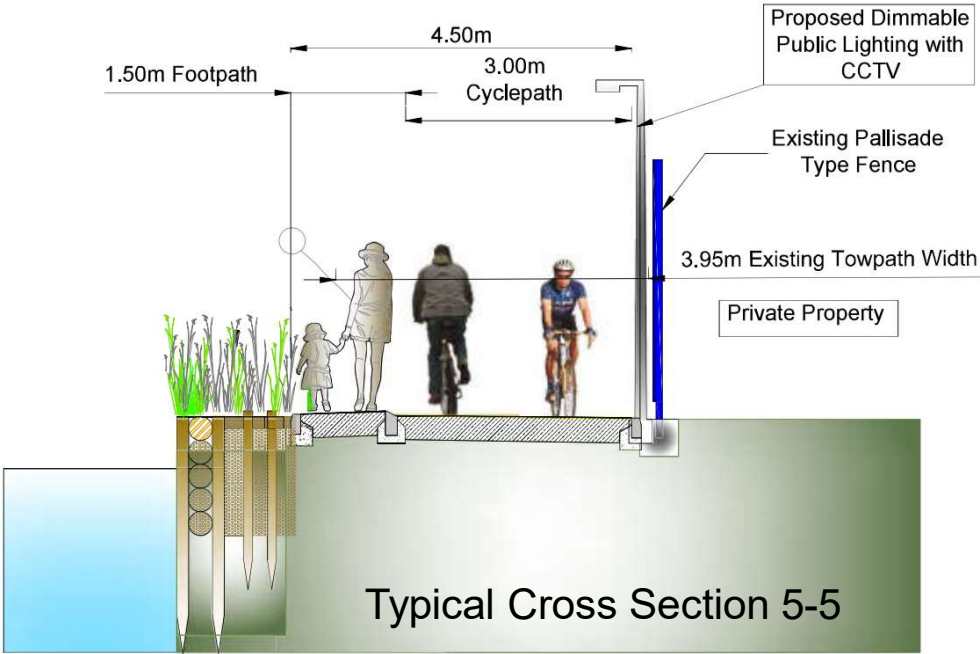 4.50m
Proposed Dimmable
Public Lighting with
CCTV
1.50m Footpath
3.00m
Cyclepath
Existing Pallisade
Type Fence
3.95m Existing Towpath Width
Private Property
Typical Cross Section 5-5